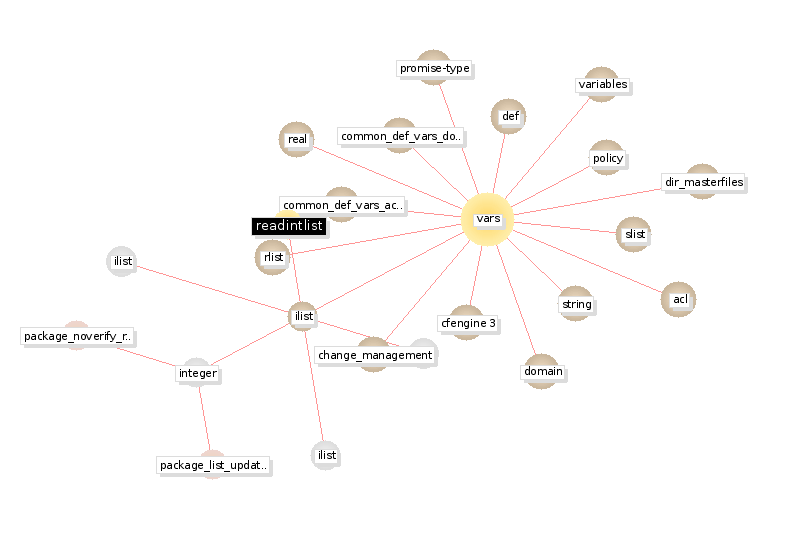 promise-type
variables
def
common_def_vars_do..
real
policy
dir_masterfiles
common_def_vars_ac..
vars
readintlist
slist
rlist
ilist
acl
string
ilist
cfengine 3
package_noverify_r..
change_management
integer
domain
ilist
package_list_updat..